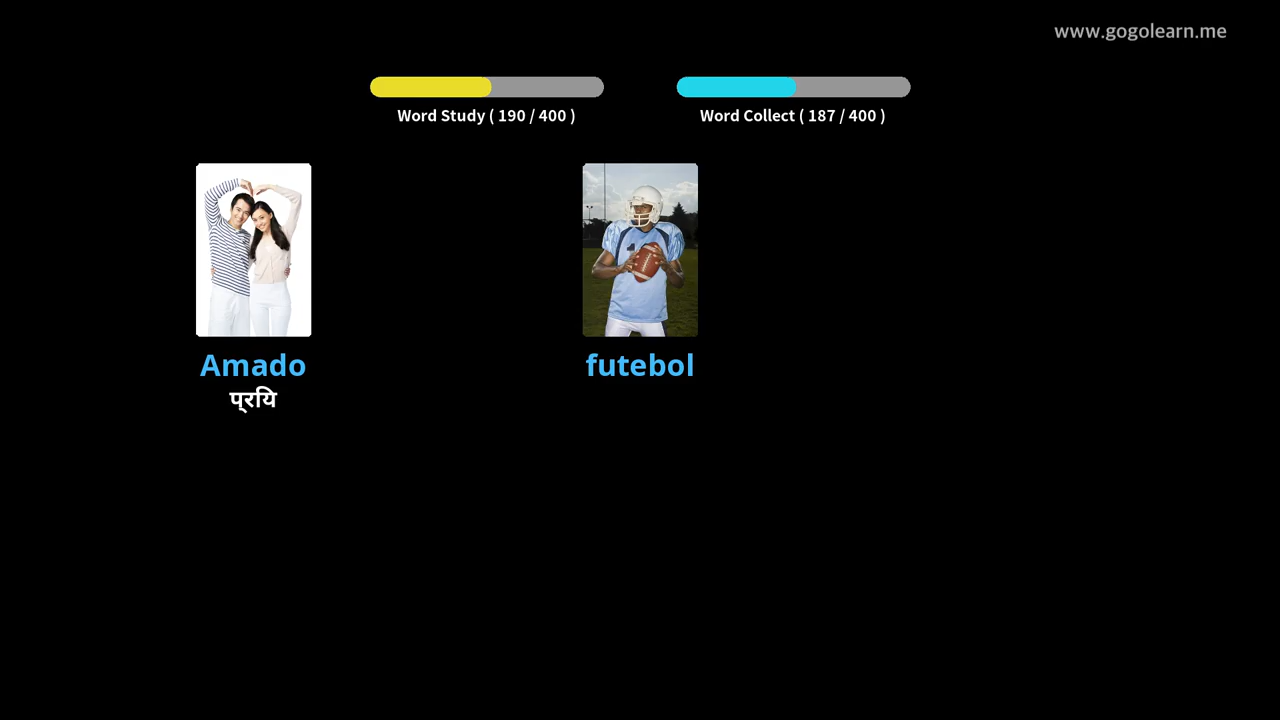 www.gogolearn.me
Word Study ( 190 / 400 )
Word Collect ( 187 / 400 )
Amado
futebol
प्रयि